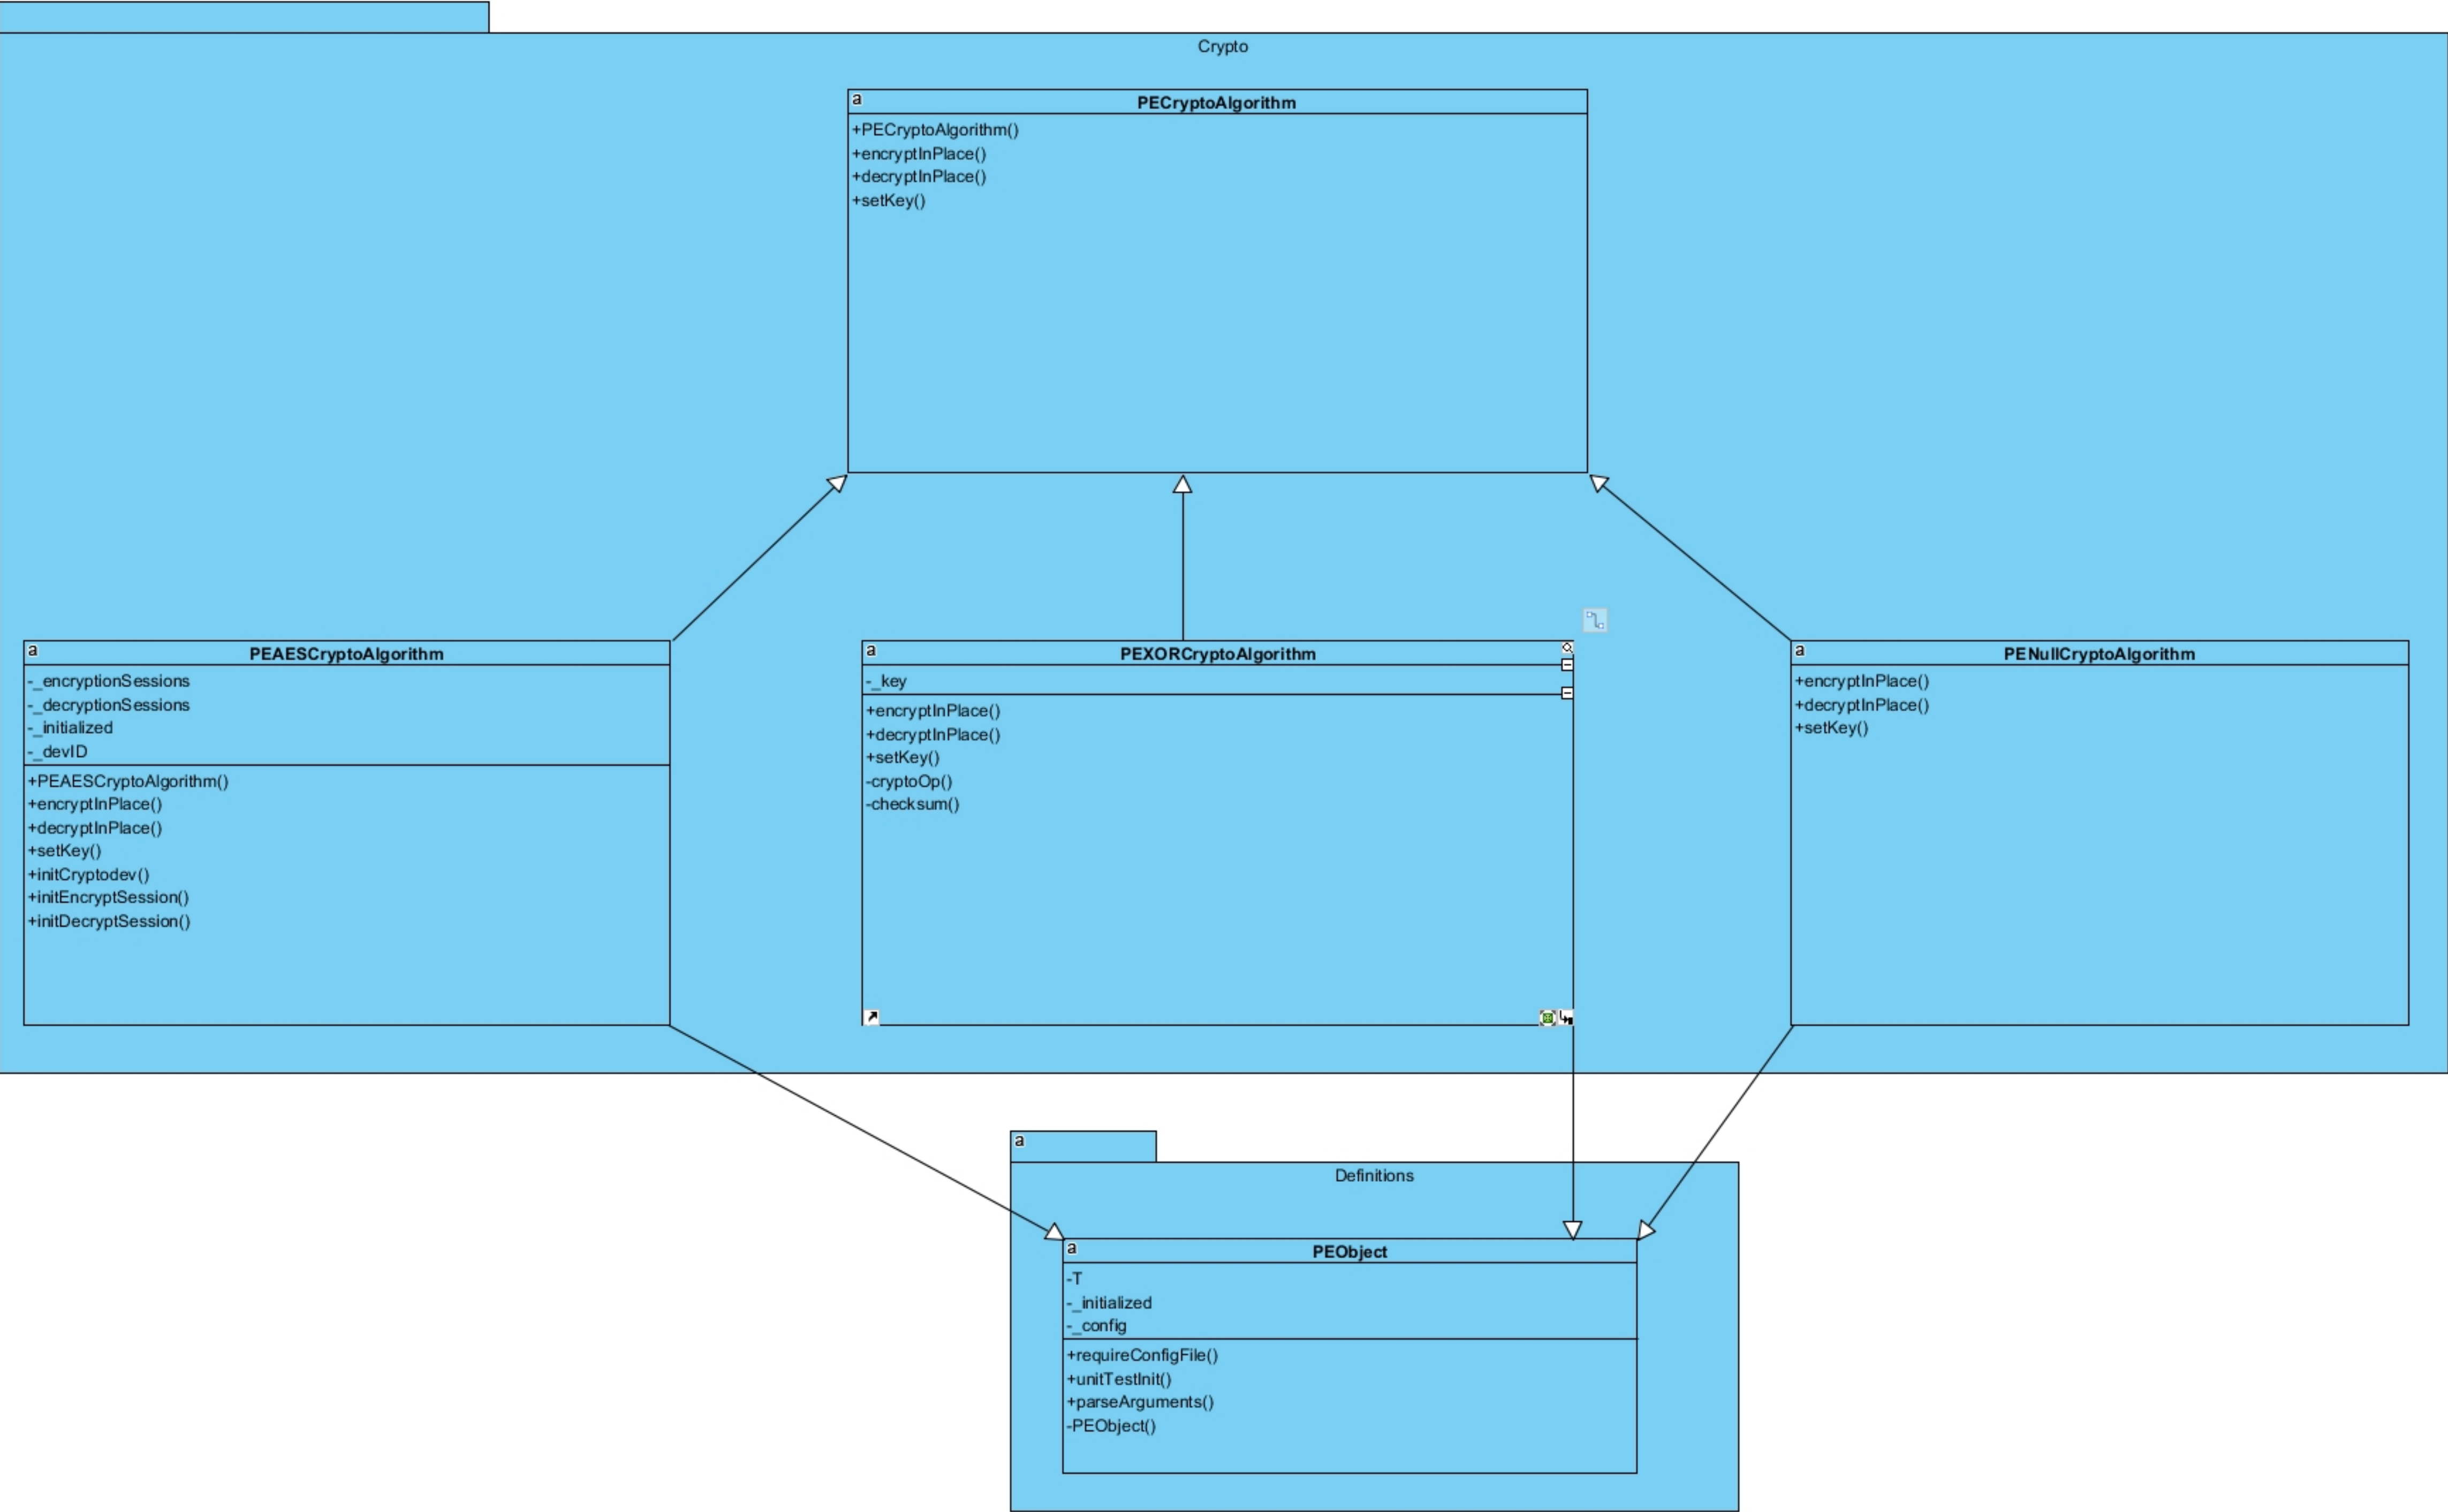 Crypto
a
PECryptoAlgorithm
+PECryptoAlgorithm()
+encryptInPlace()
+decryptInPlace()
+setKey()
a
PEAESCryptoAlgorithm
-_encryptionSessions
-_decryptionSessions
-_initialized
-_devID
+PEAESCryptoAlgorithm()
+encryptInPlace()
+decryptInPlace()
+setKey()
+initCryptodev()
+initEncryptSession()
+initDecryptSession()
a
PEXORCryptoAlgorithm
-_key
+encryptInPlace()
+decryptInPlace()
+setKey()
-cryptoOp()
-checksum()
a
PENullCryptoAlgorithm
+encryptInPlace()
+decryptInPlace()
+setKey()
a
Definitions
a
PEObject
-T
-_initialized
-_config
+requireConfigFile()
+unitTestInit()
+parseArguments()
-PEObject()